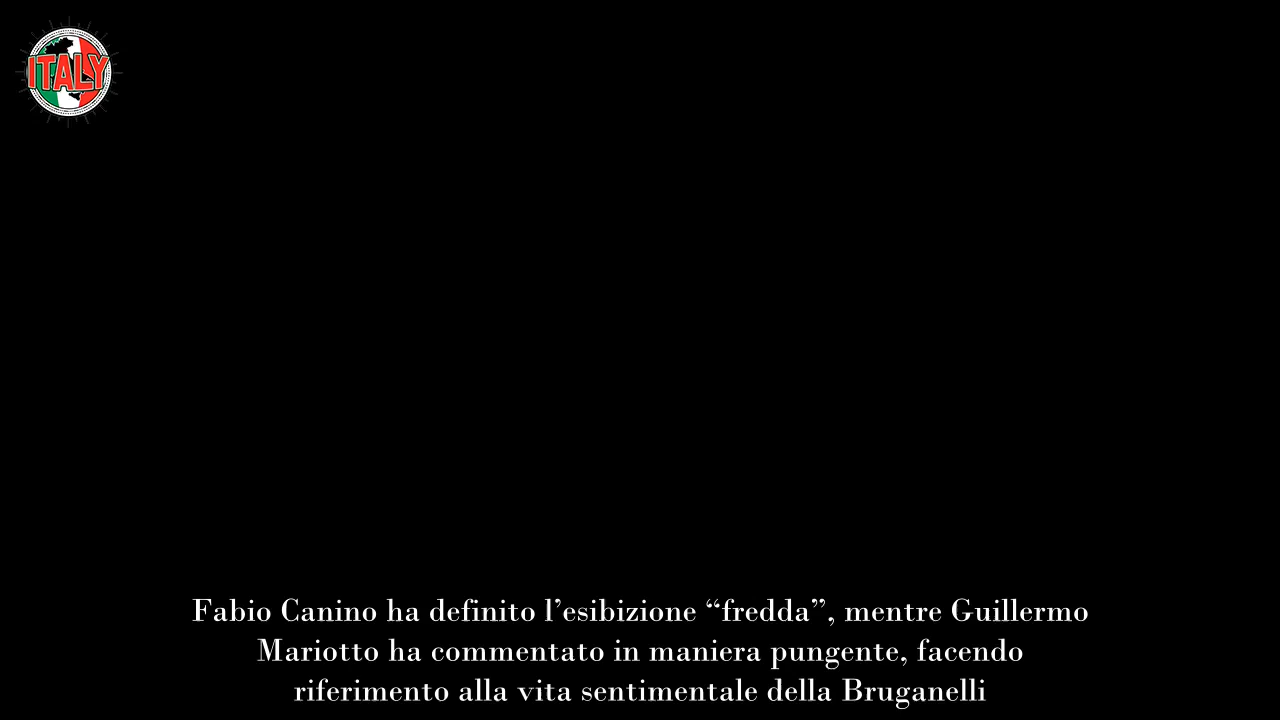 ITALY
Fabio Canino ha definito l’esibizione “fredda”, mentre Guillermo
Mariotto ha commentato in maniera pungente, facendo
riferimento alla vita sentimentale della Bruganelli